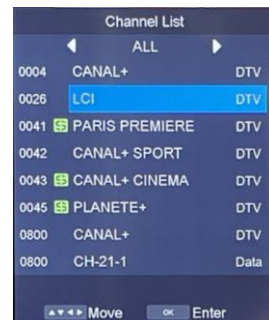 Channel List
ALL
0004 CANAL+ DTV
0026 LCI DTV
0041 $ PARIS PREMIERE DTV
0042 CANAL+ SPORT DTV
0043 $ CANAL+ CINEMA DTV
0045 $ PLANETE+ DTV
0800 CANAL+ DTV
0800 CH-21-1 Data
Move OK Enter